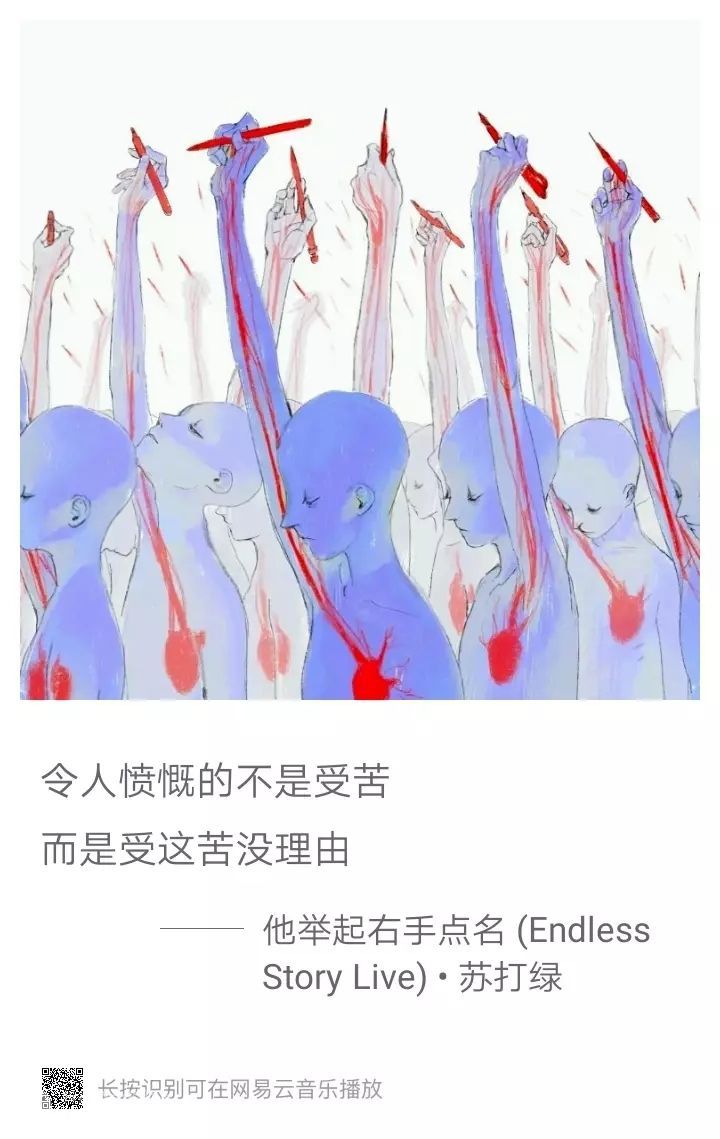 令人愤慨的不是受苦
而是受这苦没理由
他举起右手点名 (Endless
Story Live) • 苏打绿
长按识别可在网易云音乐播放